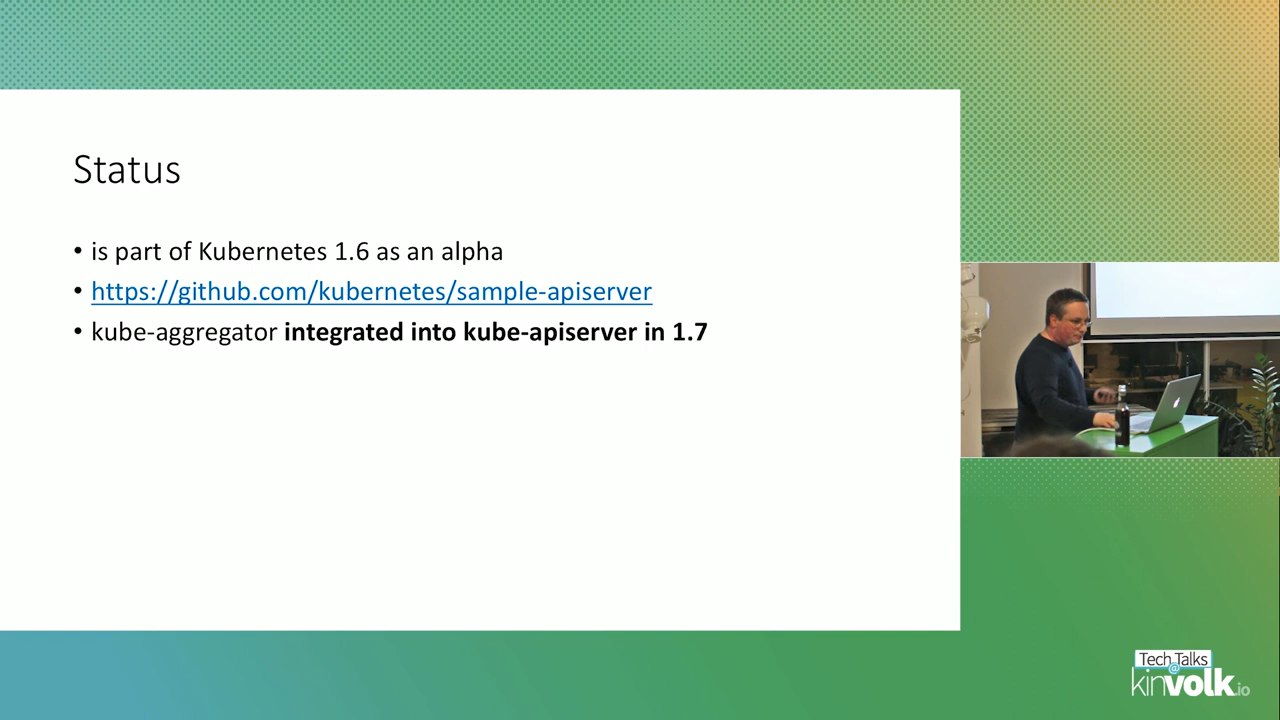 Status
• is part of Kubernetes 1.6 as an alpha
• https://github.com/kubernetes/sample-apiserver
• kube-aggregator integrated into kube-apiserver in 1.7
Tech Talks
@
kinvolk.io